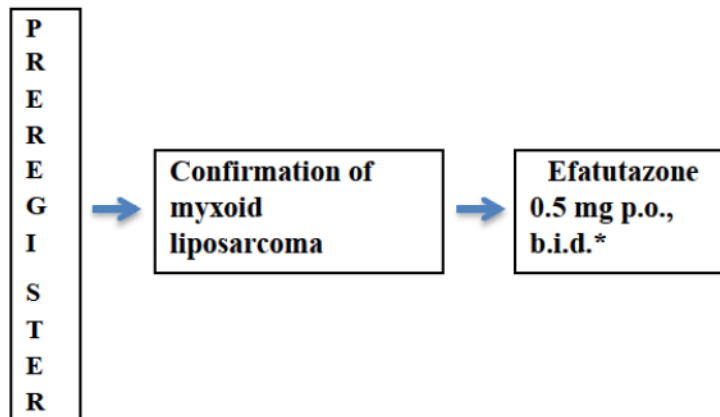 P
R
E
R
E
G
I
S
T
E
R
Confirmation of
myxoid
liposarcoma
Efatutazone
0.5 mg p.o.,
b.i.d.*